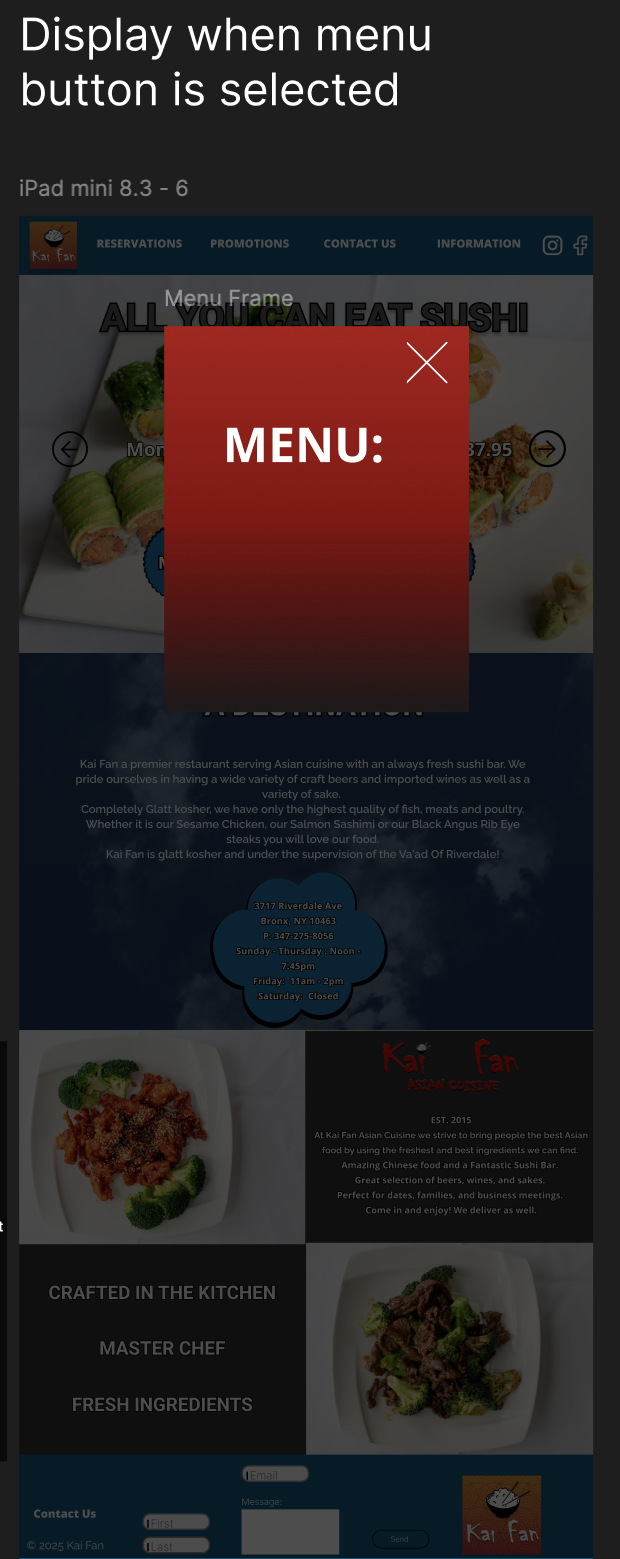 Display when menu
button is selected
iPad mini 8.3 - 6
Kai Fan
RESERVATIONS PROMOTIONS CONTACT US INFORMATION
Menu Frame
ALL YOU CAN EAT SUSHI
MENU:
Mon
37.95
A DESTINATION
Kai Fan a premier restaurant serving Asian cuisine with an always fresh sushi bar. We
pride ourselves in having a wide variety of craft beers and imported wines as well as a
variety of sake.
Completely Glatt kosher, we have only the highest quality of fish, meats and poultry.
Whether it is our Sesame Chicken, our Salmon Sashimi or our Black Angus Rib Eye
steaks you will love our food.
Kai Fan is glatt kosher and under the supervision of the Va'ad Of Riverdale!
3717 Riverdale Ave
Bronx, NY 10463
P: 347-275-8056
Sunday - Thursday : Noon -
7:45pm
Friday: 11am - 2pm
Saturday: Closed
Kai Fan
ASIAN CUISINE
EST. 2015
At Kai Fan Asian Cuisine we strive to bring people the best Asian
food by using the freshest and best ingredients we can find.
Amazing Chinese food and a Fantastic Sushi Bar.
Great selection of beers, wines, and sakes.
Perfect for dates, families, and business meetings.
Come in and enjoy! We deliver as well.
t
CRAFTED IN THE KITCHEN
MASTER CHEF
FRESH INGREDIENTS
Email
Message:
Contact Us
First
Send
© 2025 Kai Fan
Last
Kai Fan